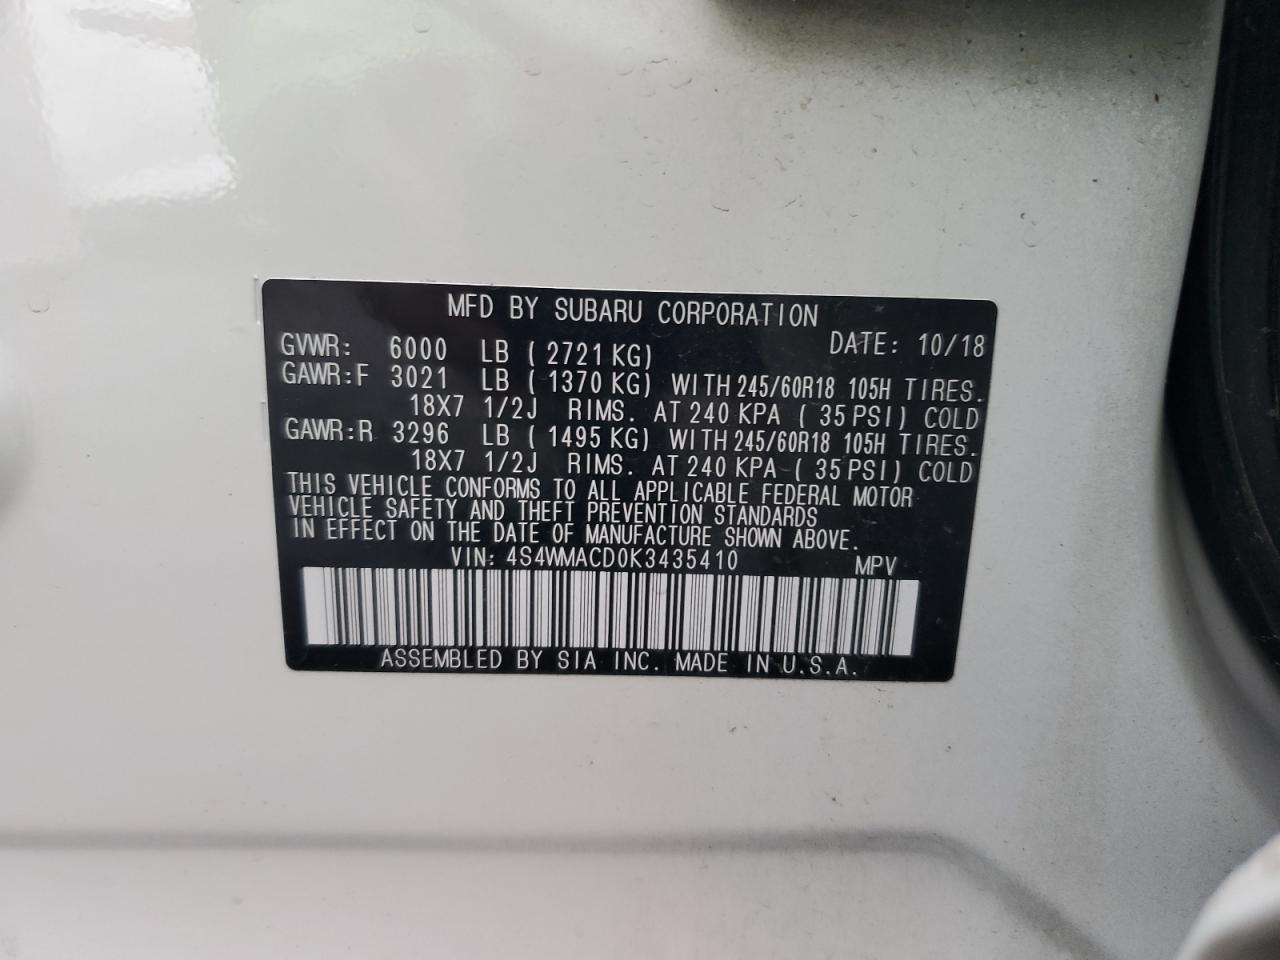 MFD BY SUBARU CORPORATION
DATE: 10/18
GVWR: 6000 LB ( 2721 KG)
GAWR:F 3021 LB ( 1370 KG) WITH 245/60R18 105H TIRES.
18X7 1/2J RIMS. AT 240 KPA ( 35 PSI) COLD
GAWR:R 3296 LB ( 1495 KG) WITH 245/60R18 105H TIRES.
18X7 1/2J RIMS. AT 240 KPA ( 35 PSI) COLD
THIS VEHICLE CONFORMS TO ALL APPLICABLE FEDERAL MOTOR
VEHICLE SAFETY AND THEFT PREVENTION STANDARDS
IN EFFECT ON THE DATE OF MANUFACTURE SHOWN ABOVE.
VIN: 4S4WMACD0K3435410 MPV
ASSEMBLED BY SIA INC. MADE IN U.S.A.